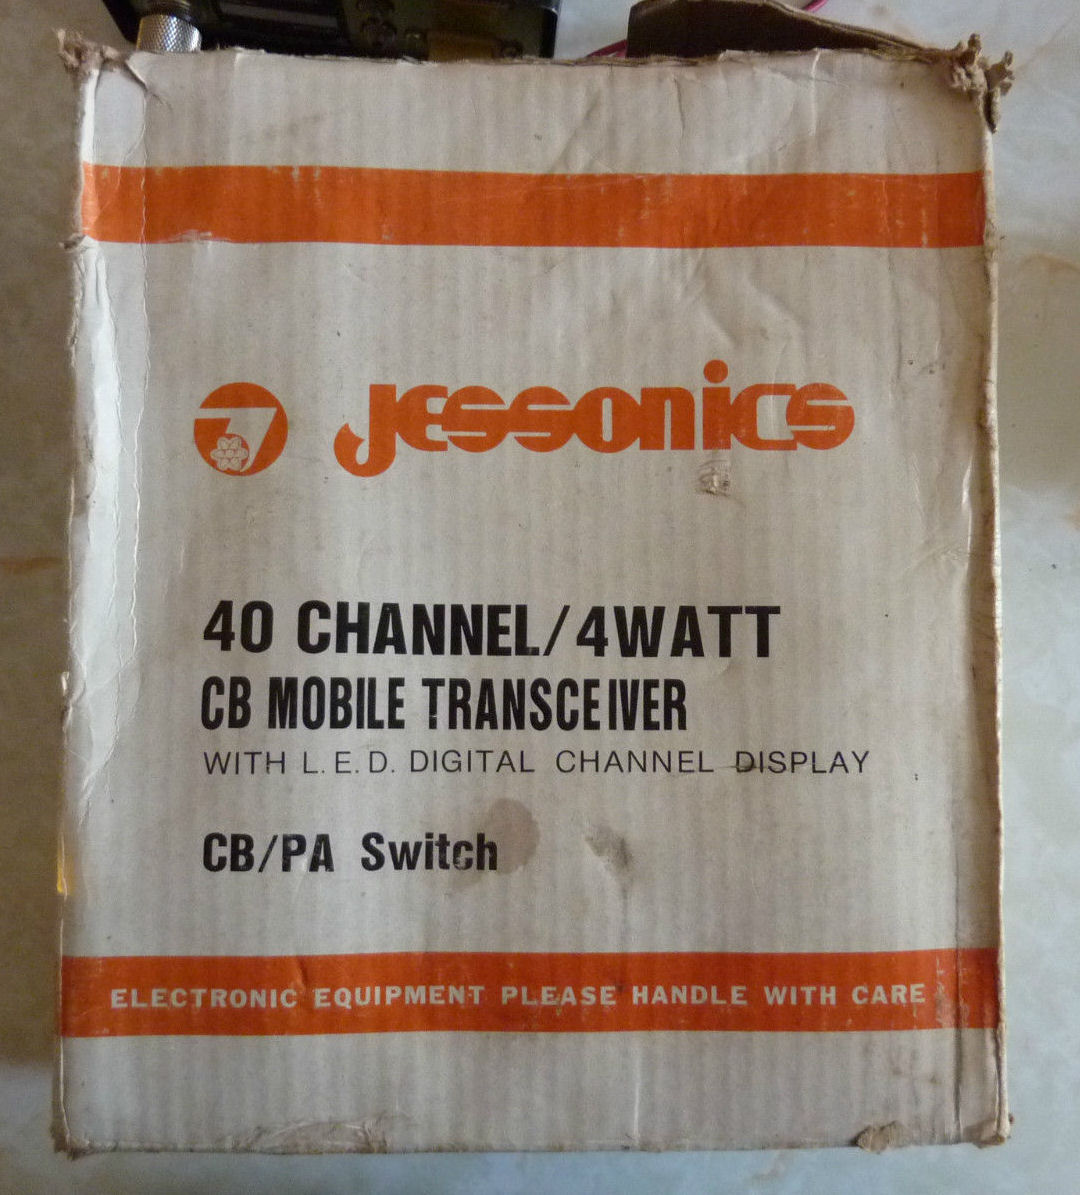 JESSONICS
40 CHANNEL/4WATT
CB MOBILE TRANSCEIVER
WITH L.E.D. DIGITAL CHANNEL DISPLAY
CB/PA Switch
ELECTRONIC EQUIPMENT PLEASE HANDLE WITH CARE